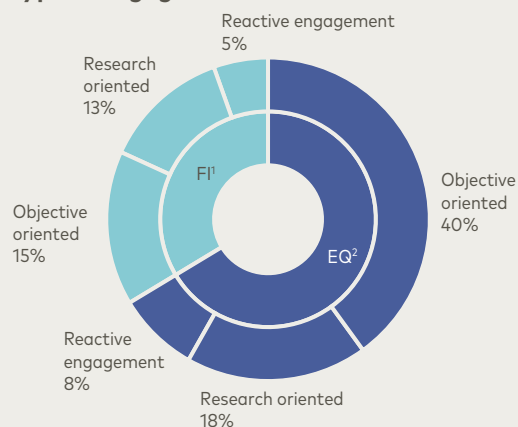 Reactive engagement
5%
Research
oriented
13%
Objective
oriented
40%
FI¹
Objective
oriented
15%
EQ²
Reactive
engagement
8%
Research oriented
18%